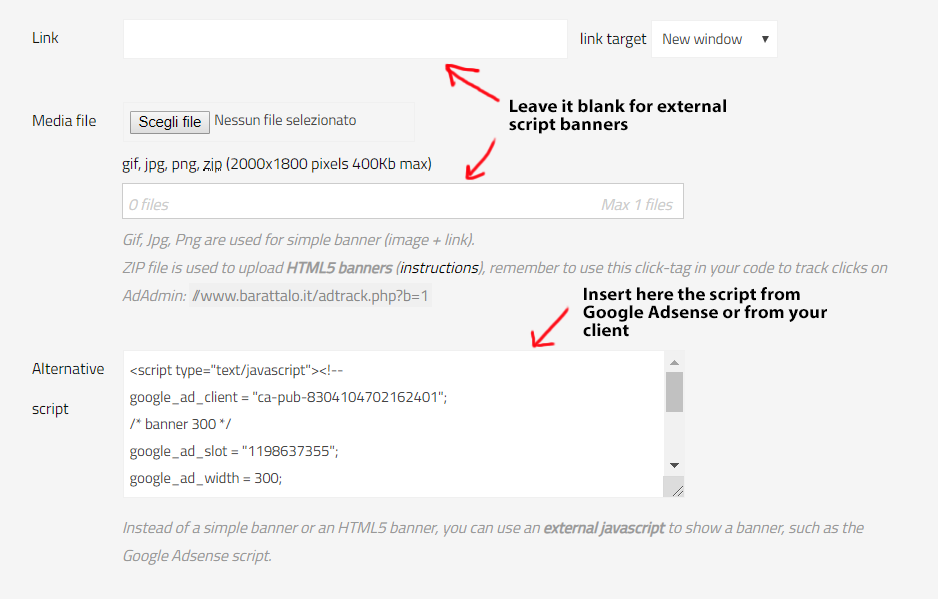 Link
link target New window
Leave it blank for external
script banners
Media file Scegli file Nessun file selezionato
gif, jpg, png, zip (2000x1800 pixels 400Kb max)
0 files Max 1 files
Gif, Jpg, Png are used for simple banner (image + link).
ZIP file is used to upload HTML5 banners (instructions), remember to use this click-tag in your code to track clicks on
AdAdmin: //www.barattalo.it/adtrack.php?b=1
Insert here the script from
Google Adsense or from your
client
Alternative
script
<script type="text/javascript"><!--
google_ad_client = "ca-pub-8304104702162401";
/* banner 300 */
google_ad_slot = "1198637355";
google_ad_width = 300;
Instead of a simple banner or an HTML5 banner, you can use an external javascript to show a banner, such as the
Google Adsense script.